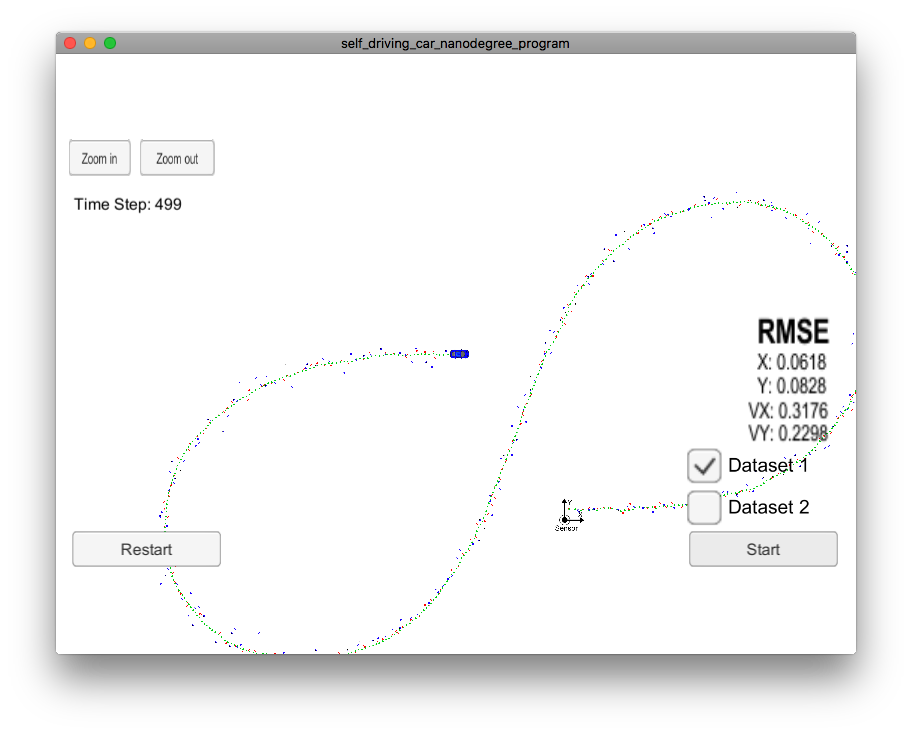 self_driving_car_nanodegree_program
Zoom in
Zoom out
Time Step: 499
RMSE
X: 0.0618
Y: 0.0828
VX: 0.3176
VY: 0.2298
Dataset 1
Dataset 2
Y
X
Sensor
Restart
Start